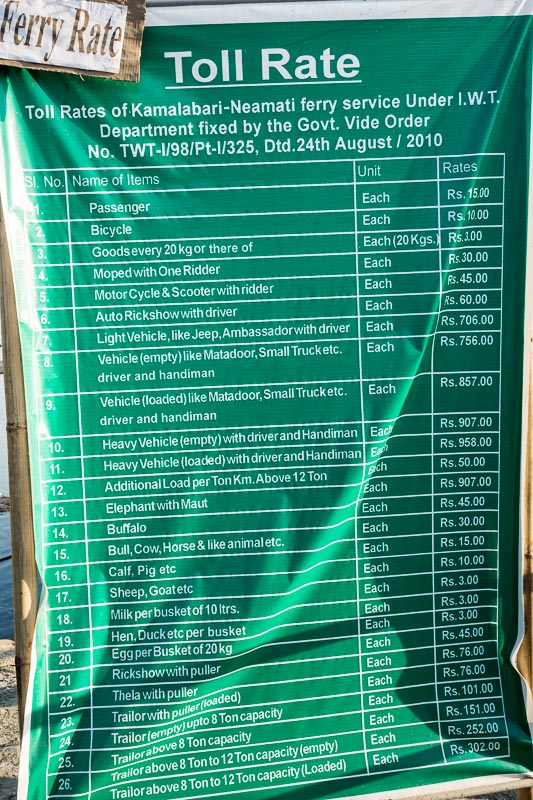 Ferry Rate
Toll Rate
Toll Rates of Kamalabari-Neamati ferry service Under I.W.T.
Department fixed by the Govt. Vide Order
No. TWT-I/98/Pt-I/325, Dtd.24th August / 2010
Sl. No. Name of Items Unit Rates
1. Passenger Each Rs.15.00
2. Bicycle Each Rs.10.00
3. Goods every 20 kg or there of Each (20 Kgs.) Rs.3.00
4. Moped with One Ridder Each Rs.30.00
5. Motor Cycle & Scooter with ridder Each Rs.45.00
6. Auto Rickshow with driver Each Rs.60.00
7. Light Vehicle, like Jeep, Ambassador with driver Each Rs.706.00
8. Vehicle (empty) like Matadoor, Small Truck etc. Each Rs.756.00
driver and handiman
9. Vehicle (loaded) like Matadoor, Small Truck etc. Each Rs.857.00
driver and handiman
10. Heavy Vehicle (empty) with driver and Handiman Each Rs.907.00
11. Heavy Vehicle (loaded) with driver and Handiman Each Rs.958.00
12. Additional Load per Ton Km. Above 12 Ton Each Rs.50.00
13. Elephant with Maut Each Rs.907.00
14. Buffalo Each Rs.45.00
15. Bull, Cow, Horse & like animal etc. Each Rs.30.00
16. Calf, Pig etc Each Rs.15.00
17. Sheep, Goat etc Each Rs.10.00
18. Milk per busket of 10 ltrs. Each Rs.3.00
19. Hen, Duck etc per busket Each Rs.3.00
20. Egg per Busket of 20 kg Each
21 Rickshow with puller Each Rs.45.00
22. Thela with puller Each Rs.76.00
23. Trailor with puller (loaded) Each Rs.76.00
24. Trailor (empty) upto 8 Ton capacity Each Rs.101.00
25. Trailor above 8 Ton capacity Each Rs.151.00
Trailor above 8 Ton to 12 Ton capacity (empty) Each Rs.252.00
26. Trailor above 8 Ton to 12 Ton capacity (Loaded) Each Rs.302.00